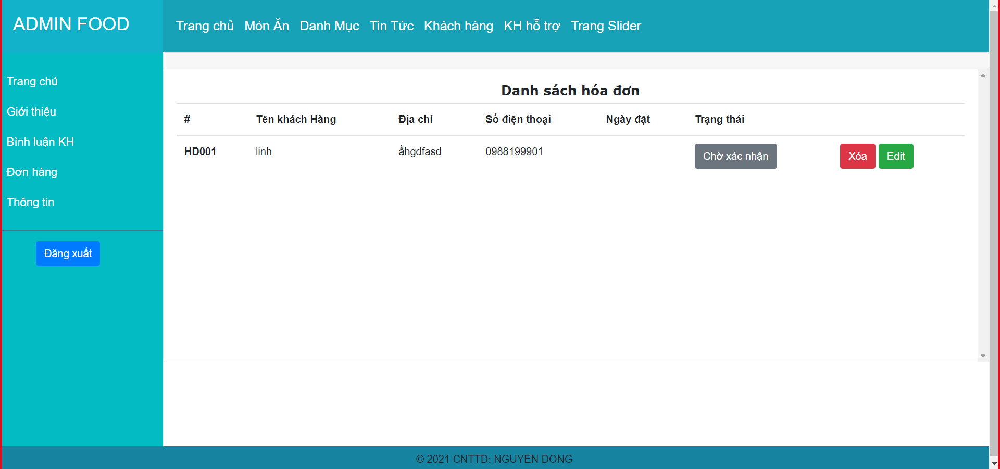 ADMIN FOOD
Trang chủ Món Ăn Danh Mục Tin Tức Khách hàng KH hỗ trợ Trang Slider
Trang chủ
Giới thiệu
Bình luận KH
Đơn hàng
Thông tin
Đăng xuất
Danh sách hóa đơn
# Tên khách Hàng Địa chỉ Số điện thoại Ngày đặt Trạng thái
HD001 linh ầhgdfasd 0988199901 Chờ xác nhận Xóa Edit
© 2021 CNTTD: NGUYEN DONG